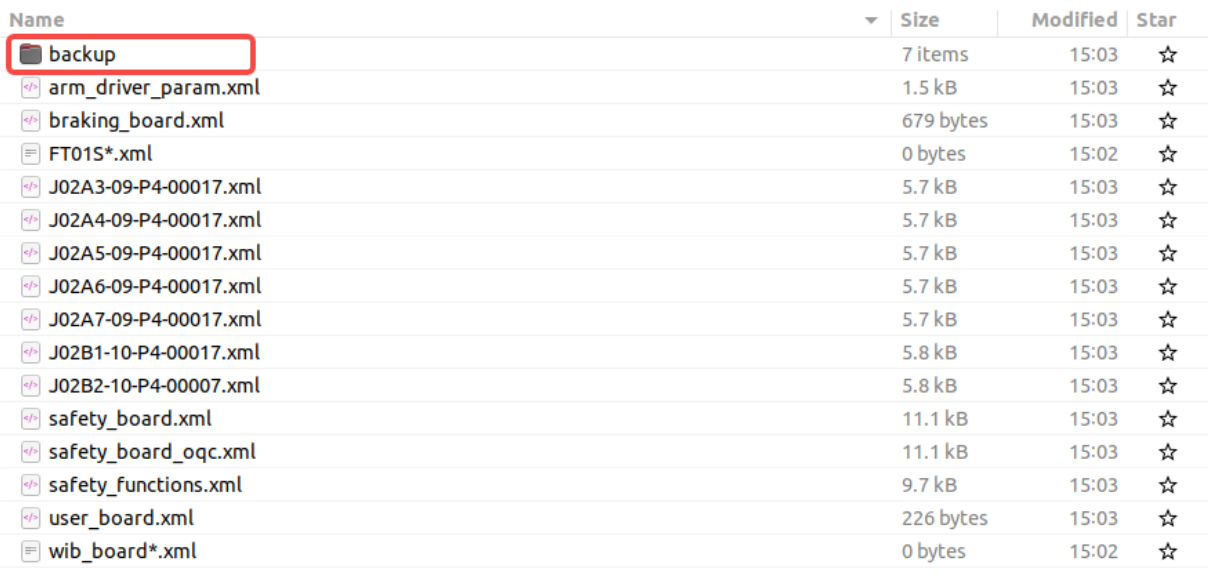 Name Size Modified Star
backup 7 items 15:03
arm_driver_param.xml 1.5 kB 15:03
braking_board.xml 679 bytes 15:03
FT01S*.xml 0 bytes 15:02
J02A3-09-P4-00017.xml 5.7 kB 15:03
J02A4-09-P4-00017.xml 5.7 kB 15:03
J02A5-09-P4-00017.xml 5.7 kB 15:03
J02A6-09-P4-00017.xml 5.7 kB 15:03
J02A7-09-P4-00017.xml 5.7 kB 15:03
J02B1-10-P4-00017.xml 5.8 kB 15:03
J02B2-10-P4-00007.xml 5.8 kB 15:03
safety_board.xml 11.1 kB 15:03
safety_board_oqc.xml 11.1 kB 15:03
safety_functions.xml 9.7 kB 15:03
user_board.xml 226 bytes 15:03
wib_board*.xml 0 bytes 15:02